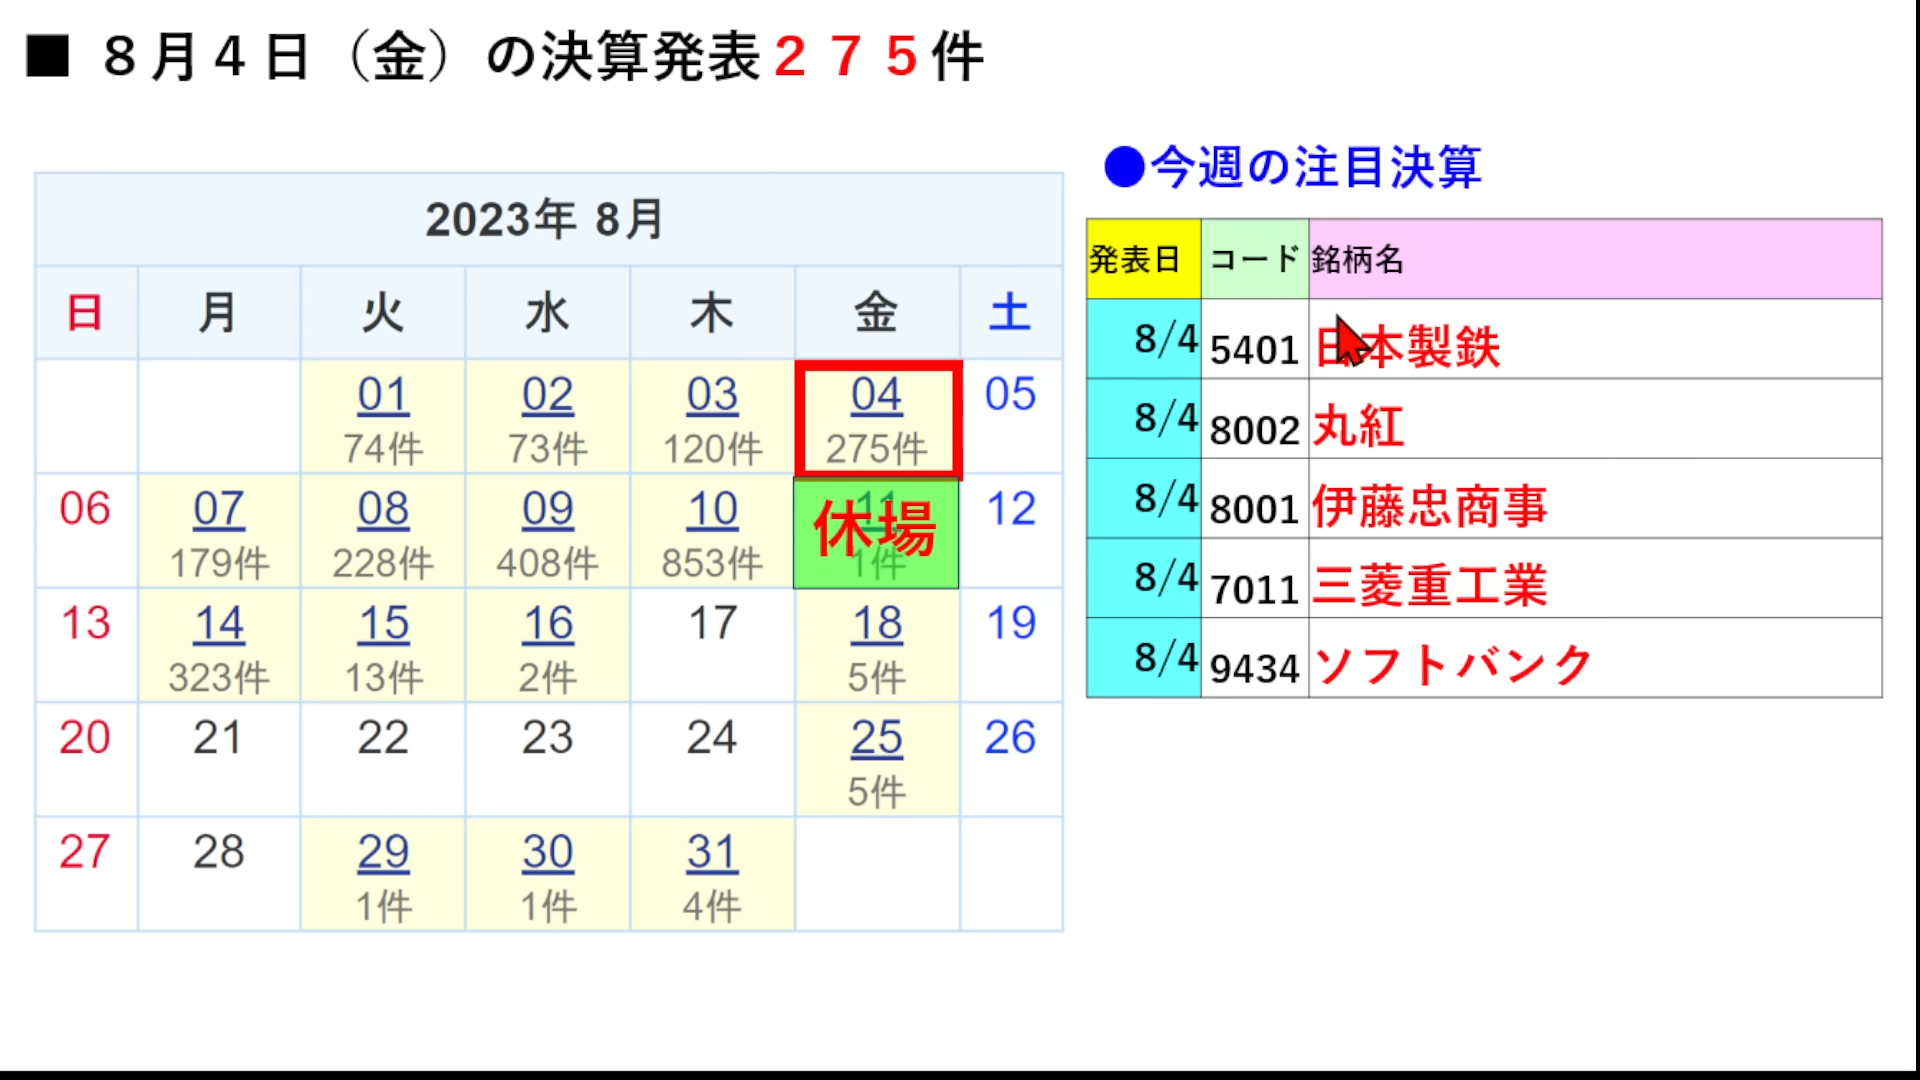 ■ ８月４日（金）の決算発表２７５件
●今週の注目決算
2023年 8月
日 月 火 水 木 金 土
01 02 03 04 05
74件 73件 120件 275件
06 07 08 09 10 11 12
休場
179件 228件 408件 853件 1件
13 14 15 16 17 18 19
323件 13件 2件 5件
20 21 22 23 24 25 26
5件
27 28 29 30 31
1件 1件 4件
発表日 コード 銘柄名
8/4 5401 日本製鉄
8/4 8002 丸紅
8/4 8001 伊藤忠商事
8/4 7011 三菱重工業
8/4 9434 ソフトバンク